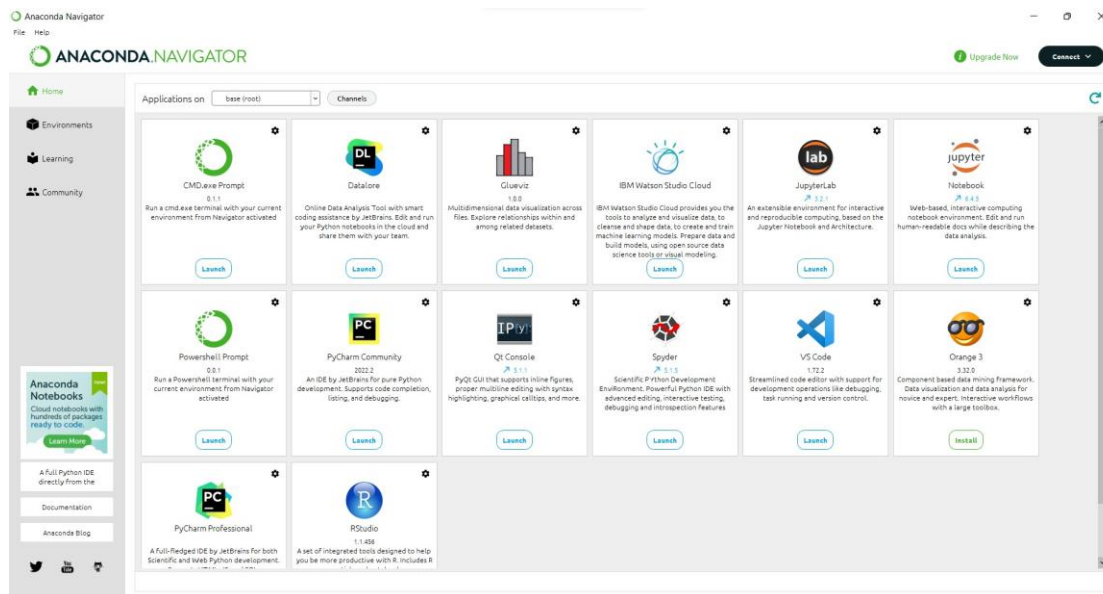 Anaconda Navigator
File Help
ANACONDA.NAVIGATOR
Upgrade Now
Connect
Home
Environments
Learning
Community
Applications on base (root) Channels
CMD.exe Prompt
0.1.1
Run a cmd.exe terminal with your current
environment from Navigator activated
Launch
DL
Datalore
Online Data Analysis Tool with smart
coding assistance by JetBrains. Edit and run
your Python notebooks in the cloud and
share them with your team.
Launch
Glueviz
1.0.0
Multidimensional data visualization across
files. Explore relationships within and
among related datasets.
Launch
IBM Watson Studio Cloud
IBM Watson Studio Cloud provides you the
tools to analyze and visualize data, to
cleanse and shape data, to create and train
machine learning models. Prepare data and
build models, using open source data
science tools or visual modeling.
Launch
lab
JupyterLab
3.2.1
An extensible environment for interactive
and reproducible computing, based on the
Jupyter Notebook and Architecture.
Launch
jupyter
Notebook
6.4.5
Web-based, interactive computing
notebook environment. Edit and run
human-readable docs while describing the
data analysis.
Launch
Powershell Prompt
0.0.1
Run a Powershell terminal with your
current environment from Navigator
activated
Launch
PC
PyCharm Community
2022.2
An IDE by JetBrains for pure Python
development. Supports code completion,
listing, and debugging.
Launch
IP[y]:
Qt Console
5.1.1
PyQt GUI that supports inline figures,
proper multiline editing with syntax
highlighting, graphical calltips, and more.
Launch
Spyder
5.1.5
Scientific PYthon Development
EnviRonment. Powerful Python IDE with
advanced editing, interactive testing,
debugging and introspection features
Launch
VS Code
1.72.2
Streamlined code editor with support for
development operations like debugging,
task running and version control.
Launch
Orange 3
3.32.0
Component based data mining framework.
Data visualization and data analysis for
novice and expert. Interactive workflows
with a large toolbox.
Install
PC
PyCharm Professional
A full-fledged IDE by JetBrains for both
Scientific and Web Python development.
R
RStudio
1.1.456
A set of integrated tools designed to help
you be more productive with R. Includes R
Anaconda
Notebooks
Cloud notebooks with
hundreds of packages
ready to code.
Learn More
A full Python IDE
directly from the
Documentation
Anaconda Blog
You
Tube